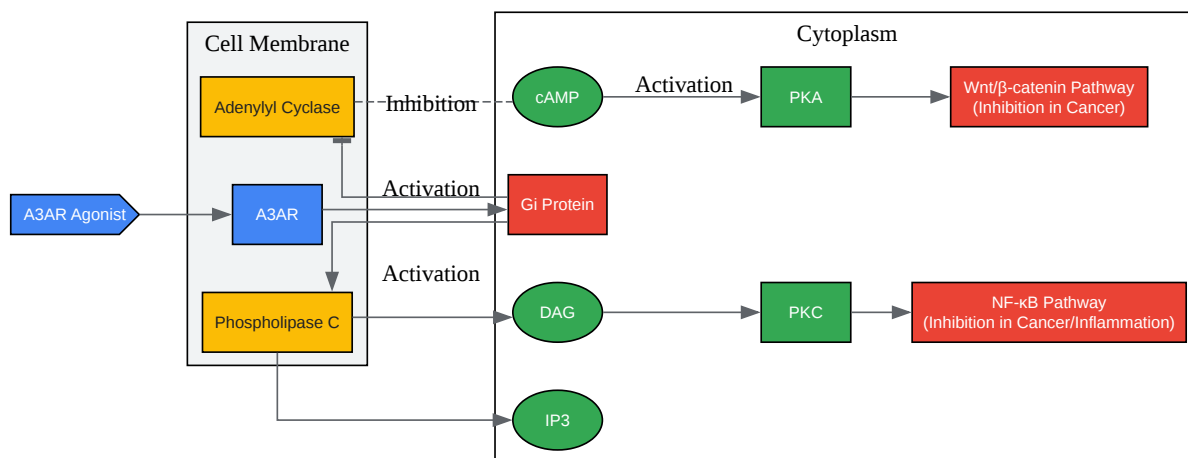 Cell Membrane
Cytoplasm
Adenylyl Cyclase
Inhibition
cAMP
Activation
PKA
Wnt/β-catenin Pathway
(Inhibition in Cancer)
A3AR Agonist
A3AR
Activation
Gi Protein
Activation
Phospholipase C
DAG
PKC
NF-κB Pathway
(Inhibition in Cancer/Inflammation)
IP3